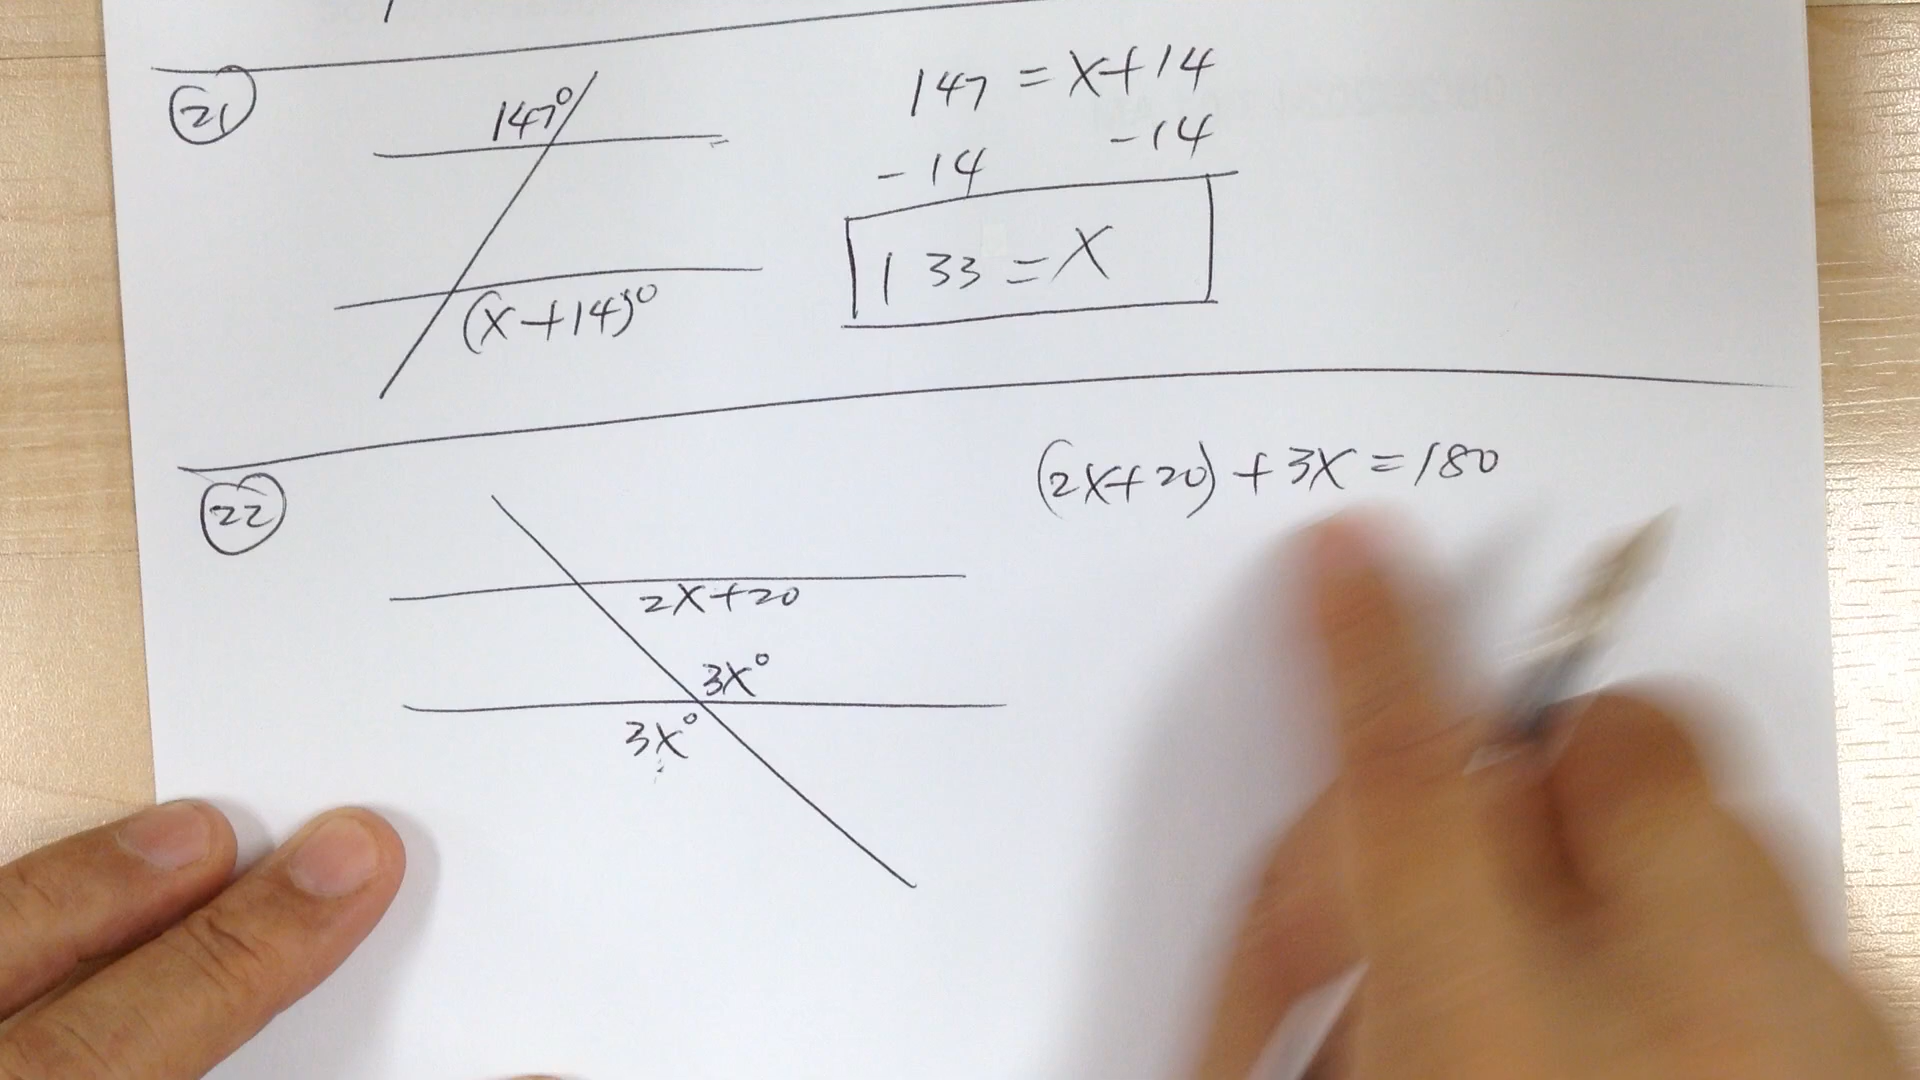 21
147°
(x+14)°
147 = x+14
-14 -14
133 = x
22
2x+20
3x°
3x°
(2x+20)+3x=180